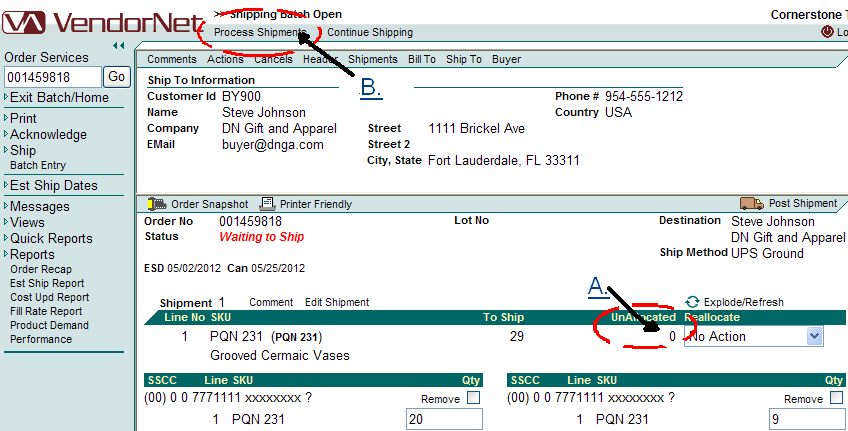 VA VendorNet
>> Shipping Batch Open
Cornerstone
Process Shipments Continue Shipping
Lo
Order Services
001459818 Go
Exit Batch/Home
Print
Acknowledge
Ship
Batch Entry
Est Ship Dates
Messages
Views
Quick Reports
Reports
Order Recap
Est Ship Report
Cost Upd Report
Fill Rate Report
Product Demand
Performance
Comments Actions Cancels Header Shipments Bill To Ship To Buyer
B.
Ship To Information
Customer Id BY900 Phone # 954-555-1212
Name Steve Johnson Country USA
Company DN Gift and Apparel Street 1111 Brickel Ave
EMail buyer@dnga.com Street 2
City, State Fort Lauderdale, FL 33311
Order Snapshot Printer Friendly Post Shipment
Order No 001459818 Lot No Destination Steve Johnson
Status Waiting to Ship DN Gift and Apparel
Ship Method UPS Ground
ESD 05/02/2012 Can 05/25/2012
A.
Shipment 1 Comment Edit Shipment Explode/Refresh
Line No SKU To Ship UnAllocated Reallocate
1 PQN 231 (PQN 231) 29 0 No Action
Grooved Cermaic Vases
SSCC Line SKU Qty
(00) 0 0 7771111 xxxxxxxx ? Remove
1 PQN 231 20
SSCC Line SKU Qty
(00) 0 0 7771111 xxxxxxxx ? Remove
1 PQN 231 9